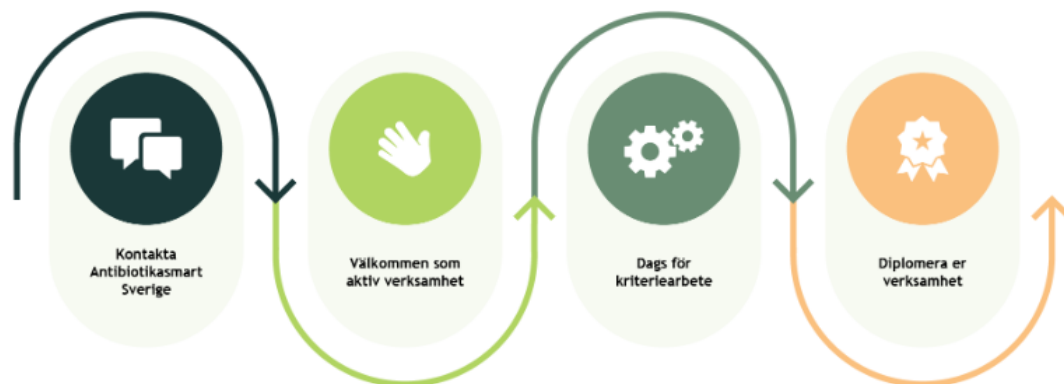 Kontakta
Antibiotikasmart
Sverige
Välkommen som
aktiv verksamhet
Dags för
kriteriearbete
Diplomera er
verksamhet